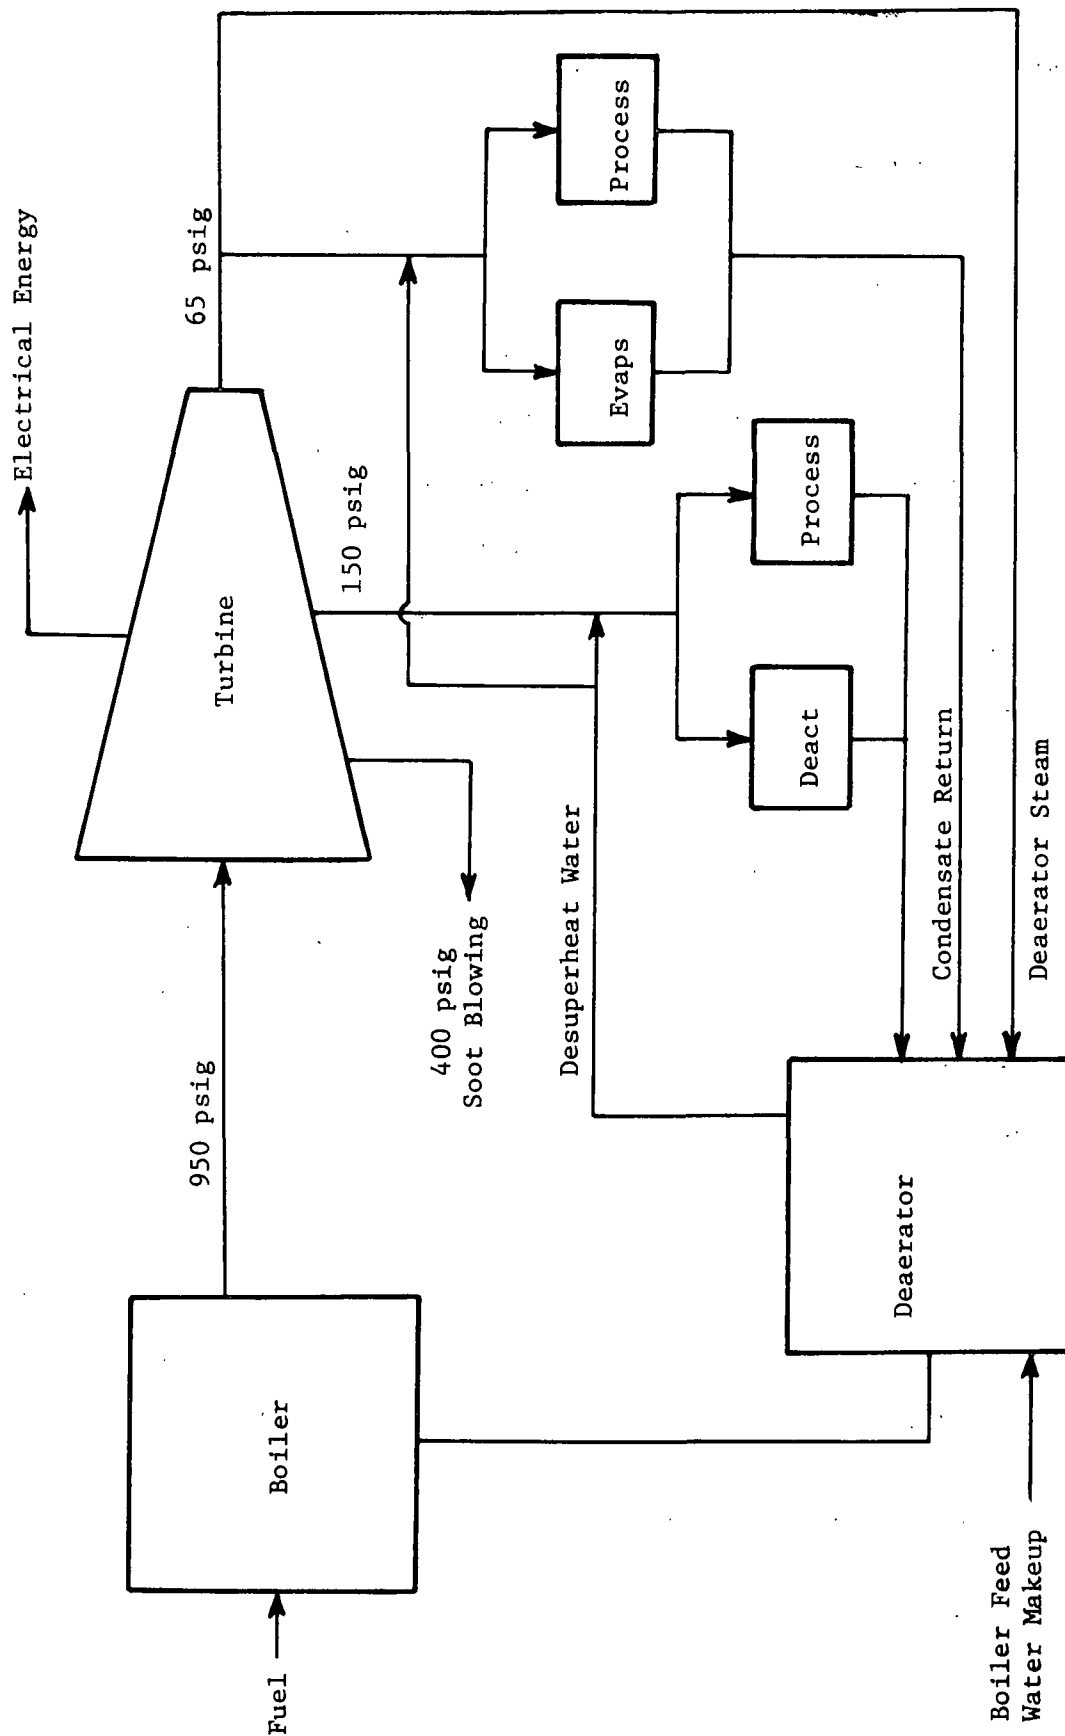 Electrical Energy
65 psig
Process
Evaps
Turbine
150 psig
Process
Deact
950 psig
400 psig
Soot Blowing
Desuperheat Water
Condensate Return
Deaerator Steam
Boiler
Deaerator
Fuel
Boiler Feed
Water Makeup